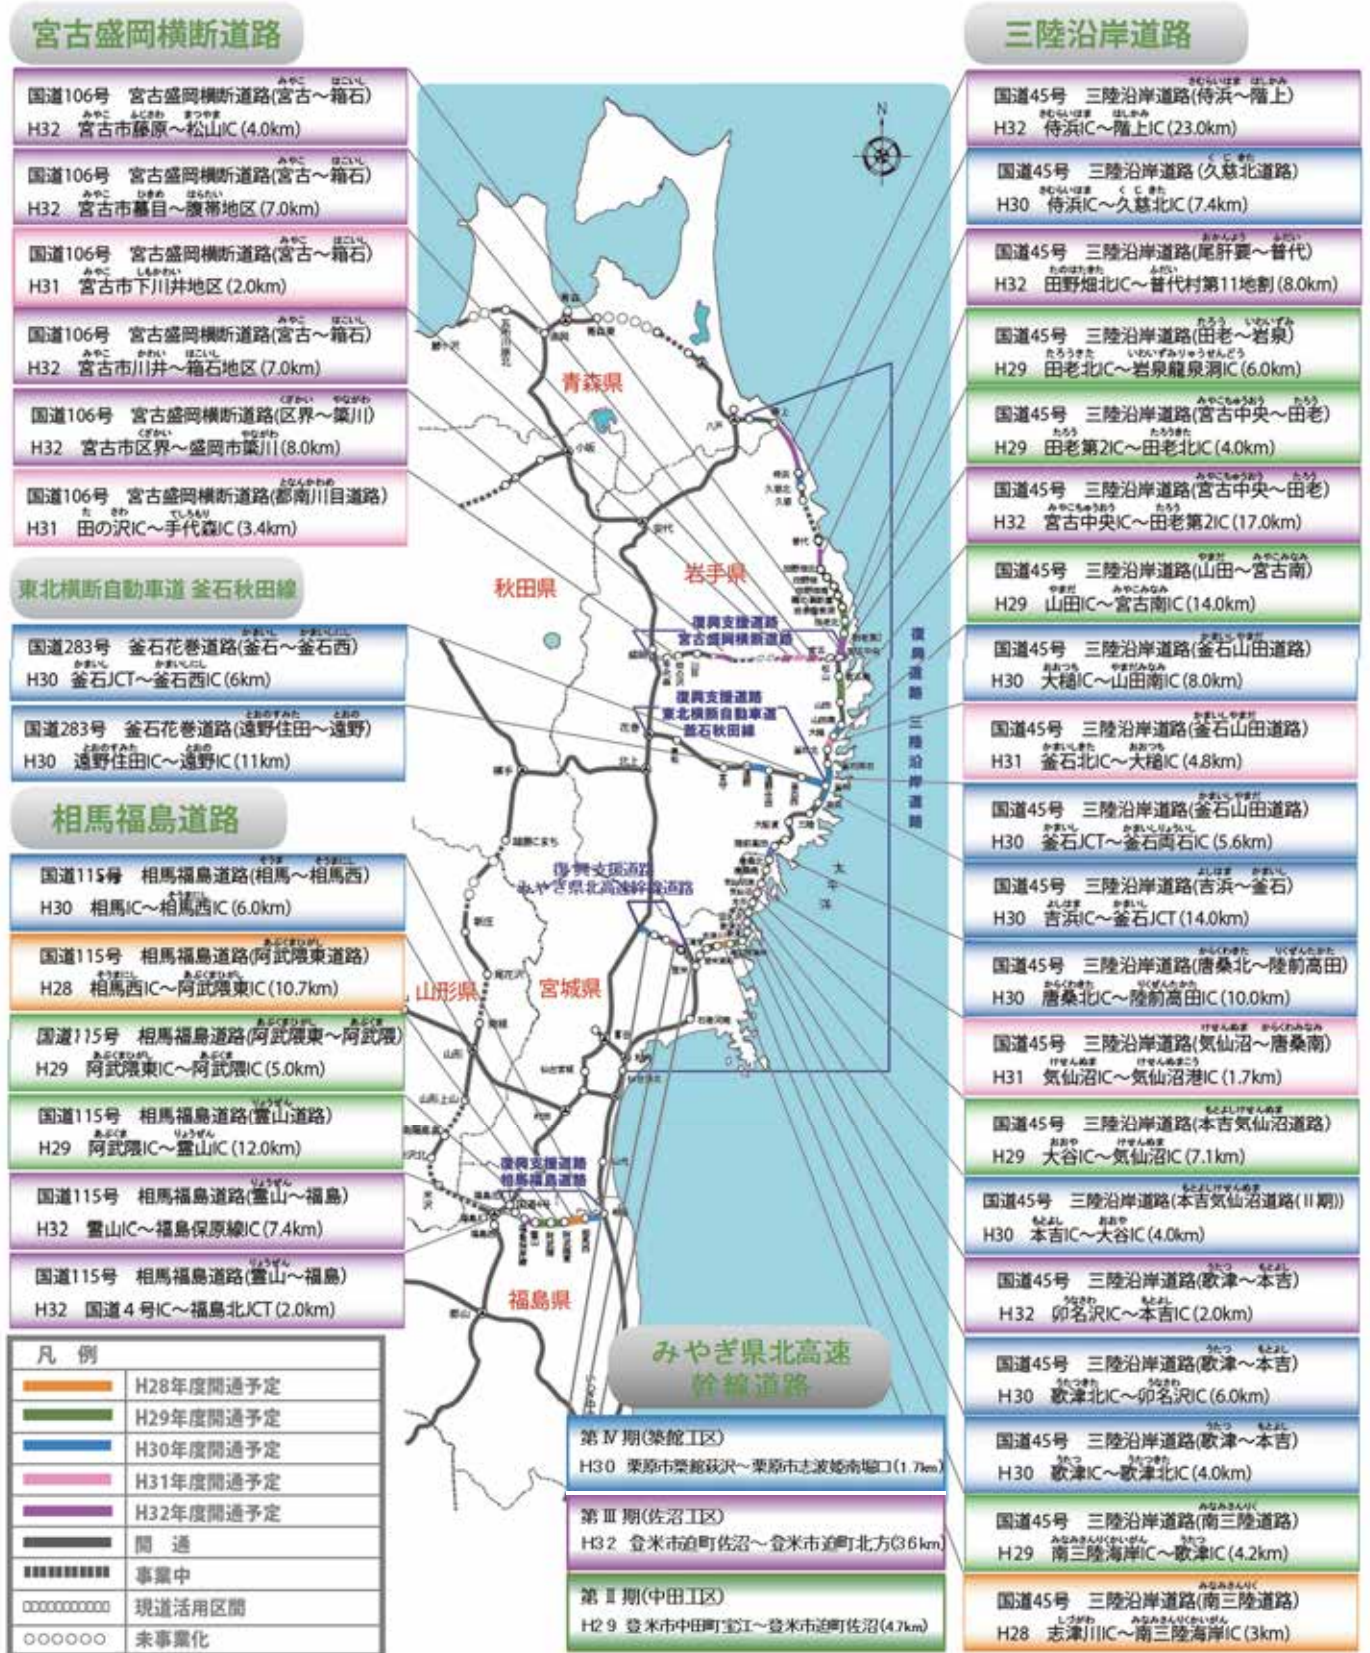 宮古盛岡横断道路
国道106号 宮古盛岡横断道路(宮古～箱石)
H32 宮古市藤原～松山IC(4.0km)
国道106号 宮古盛岡横断道路(宮古～箱石)
H32 宮古市蟇目～腹帯地区(7.0km)
国道106号 宮古盛岡横断道路(宮古～箱石)
H31 宮古市下川井地区(2.0km)
国道106号 宮古盛岡横断道路(宮古～箱石)
H32 宮古市川井～箱石地区(7.0km)
国道106号 宮古盛岡横断道路(区界～簗川)
H32 宮古市区界～盛岡市簗川(8.0km)
国道106号 宮古盛岡横断道路(都南川目道路)
H31 田の沢IC～手代森IC(3.4km)
東北横断自動車道 釜石秋田線
国道283号 釜石花巻道路(釜石～釜石西)
H30 釜石JCT～釜石西IC(6km)
国道283号 釜石花巻道路(遠野住田～遠野)
H30 遠野住田IC～遠野IC(11km)
相馬福島道路
国道115号 相馬福島道路(相馬～相馬西)
H30 相馬IC～相馬西IC(6.0km)
国道115号 相馬福島道路(阿武隈東道路)
H28 相馬西IC～阿武隈東IC(10.7km)
国道115号 相馬福島道路(阿武隈東～阿武隈)
H29 阿武隈東IC～阿武隈IC(5.0km)
国道115号 相馬福島道路(霊山道路)
H29 阿武隈IC～霊山IC(12.0km)
国道115号 相馬福島道路(霊山～福島)
H32 霊山IC～福島保原線IC(7.4km)
国道115号 相馬福島道路(霊山～福島)
H32 国道4号IC～福島北JCT(2.0km)
凡 例
H28年度開通予定
H29年度開通予定
H30年度開通予定
H31年度開通予定
H32年度開通予定
開 通
事業中
現道活用区間
未事業化
N
青森
青森県
八戸
小坂
安代
久慈
普代
秋田県
岩手県
復興支援道路
宮古盛岡横断道路
復興支援道路
東北横断自動車道
釜石秋田線
復興道路 三陸沿岸道路
花巻
北上
横手
太平洋
復興支援道路
みやぎ県北高速幹線道路
新庄
尾花沢
山形県
宮城県
山形
山形上山
復興支援道路
相馬福島道路
福島県
郡山
みやぎ県北高速
幹線道路
第Ⅳ期(築館工区)
H30 栗原市築館萩沢～栗原市志波姫南堀口(1.7km)
第Ⅲ期(佐沼工区)
H32 登米市迫町佐沼～登米市迫町北方(3.6km)
第Ⅱ期(中田工区)
H29 登米市中田町宝江～登米市迫町佐沼(4.7km)
三陸沿岸道路
国道45号 三陸沿岸道路(侍浜～階上)
H32 侍浜IC～階上IC(23.0km)
国道45号 三陸沿岸道路(久慈北道路)
H30 侍浜IC～久慈北IC(7.4km)
国道45号 三陸沿岸道路(尾肝要～普代)
H32 田野畑北IC～普代村第11地割(8.0km)
国道45号 三陸沿岸道路(田老～岩泉)
H29 田老北IC～岩泉龍泉洞IC(6.0km)
国道45号 三陸沿岸道路(宮古中央～田老)
H29 田老第2IC～田老北IC(4.0km)
国道45号 三陸沿岸道路(宮古中央～田老)
H32 宮古中央IC～田老第2IC(17.0km)
国道45号 三陸沿岸道路(山田～宮古南)
H29 山田IC～宮古南IC(14.0km)
国道45号 三陸沿岸道路(釜石山田道路)
H30 大槌IC～山田南IC(8.0km)
国道45号 三陸沿岸道路(釜石山田道路)
H31 釜石北IC～大槌IC(4.8km)
国道45号 三陸沿岸道路(釜石山田道路)
H30 釜石JCT～釜石両石IC(5.6km)
国道45号 三陸沿岸道路(吉浜～釜石)
H30 吉浜IC～釜石JCT(14.0km)
国道45号 三陸沿岸道路(唐桑北～陸前高田)
H30 唐桑北IC～陸前高田IC(10.0km)
国道45号 三陸沿岸道路(気仙沼～唐桑南)
H31 気仙沼IC～気仙沼港IC(1.7km)
国道45号 三陸沿岸道路(本吉気仙沼道路)
H29 大谷IC～気仙沼IC(7.1km)
国道45号 三陸沿岸道路(本吉気仙沼道路(Ⅱ期))
H30 本吉IC～大谷IC(4.0km)
国道45号 三陸沿岸道路(歌津～本吉)
H32 卯名沢IC～本吉IC(2.0km)
国道45号 三陸沿岸道路(歌津～本吉)
H30 歌津北IC～卯名沢IC(6.0km)
国道45号 三陸沿岸道路(歌津～本吉)
H30 歌津IC～歌津北IC(4.0km)
国道45号 三陸沿岸道路(南三陸道路)
H29 南三陸海岸IC～歌津IC(4.2km)
国道45号 三陸沿岸道路(南三陸道路)
H28 志津川IC～南三陸海岸IC(3km)